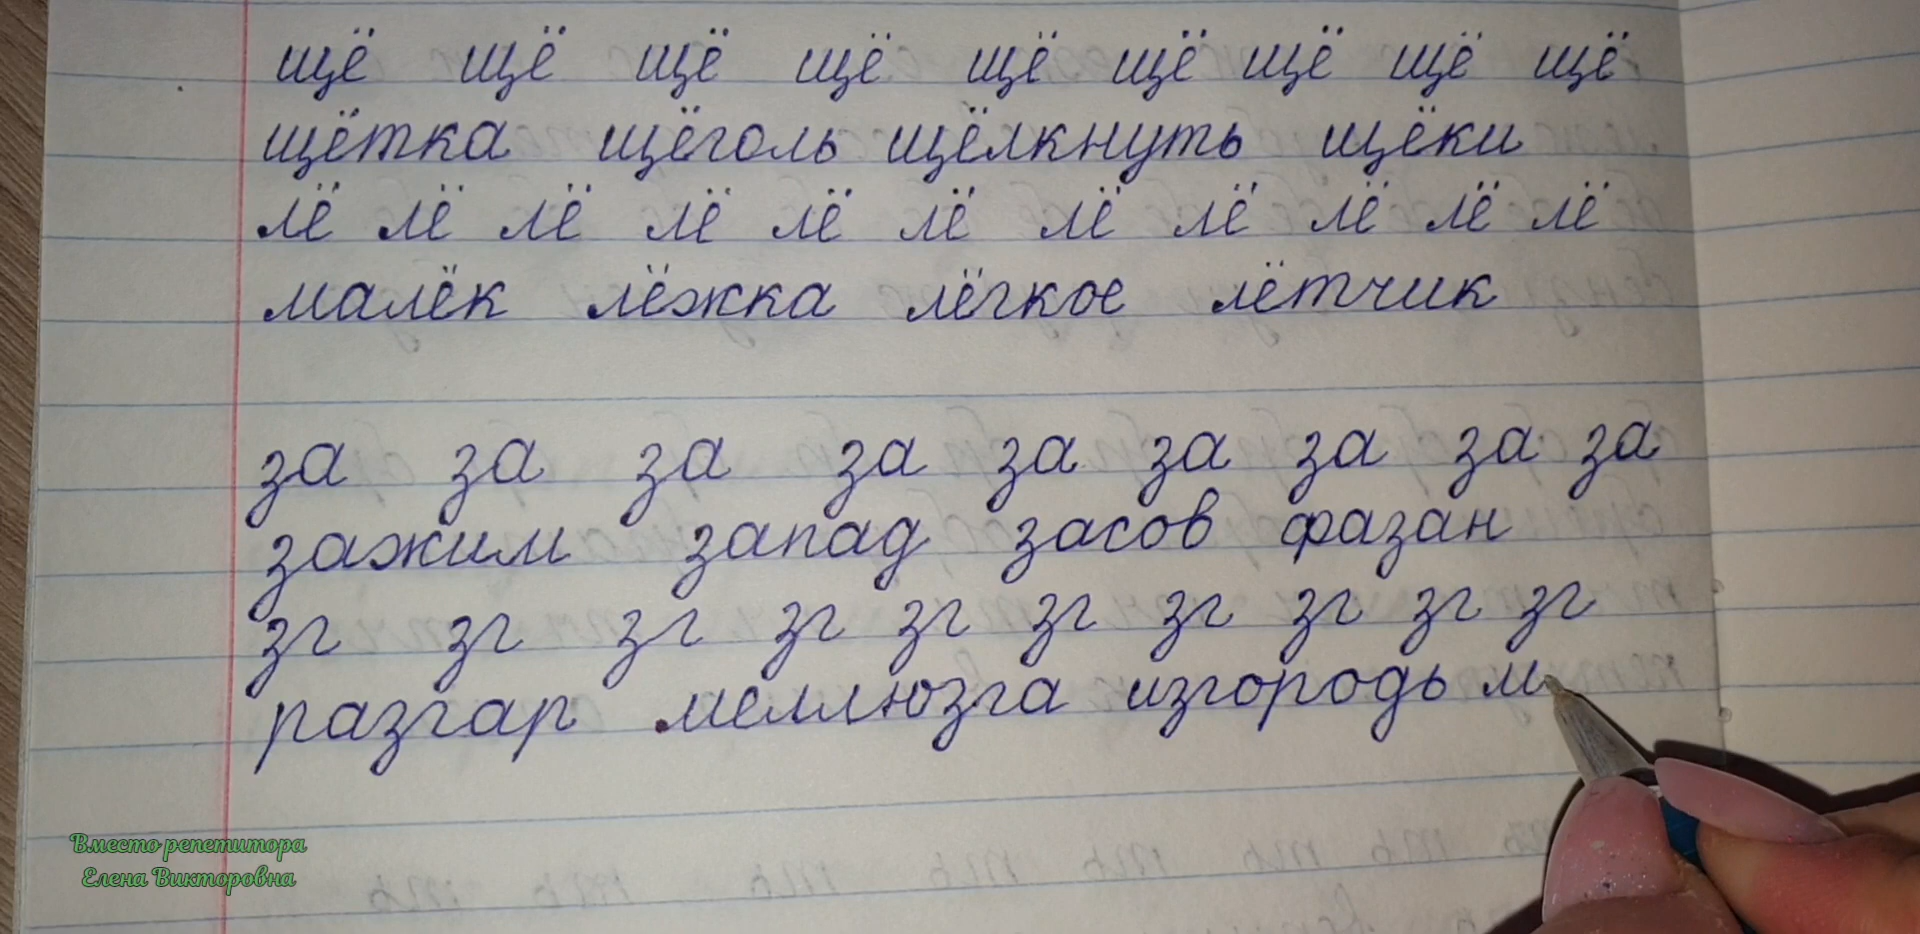 щё щё щё щё щё щё щё щё щё
щётка щёголь щёлкнуть щёки
лё лё лё лё лё лё лё лё лё лё лё
малёк лёжка лёгкое лётчик
за за за за за за за за за
зажим запад засов фазан
зг зг зг зг зг зг зг зг зг зг
разгар меллюзга изгородь м
Вместо репетитора
Елена Викторовна